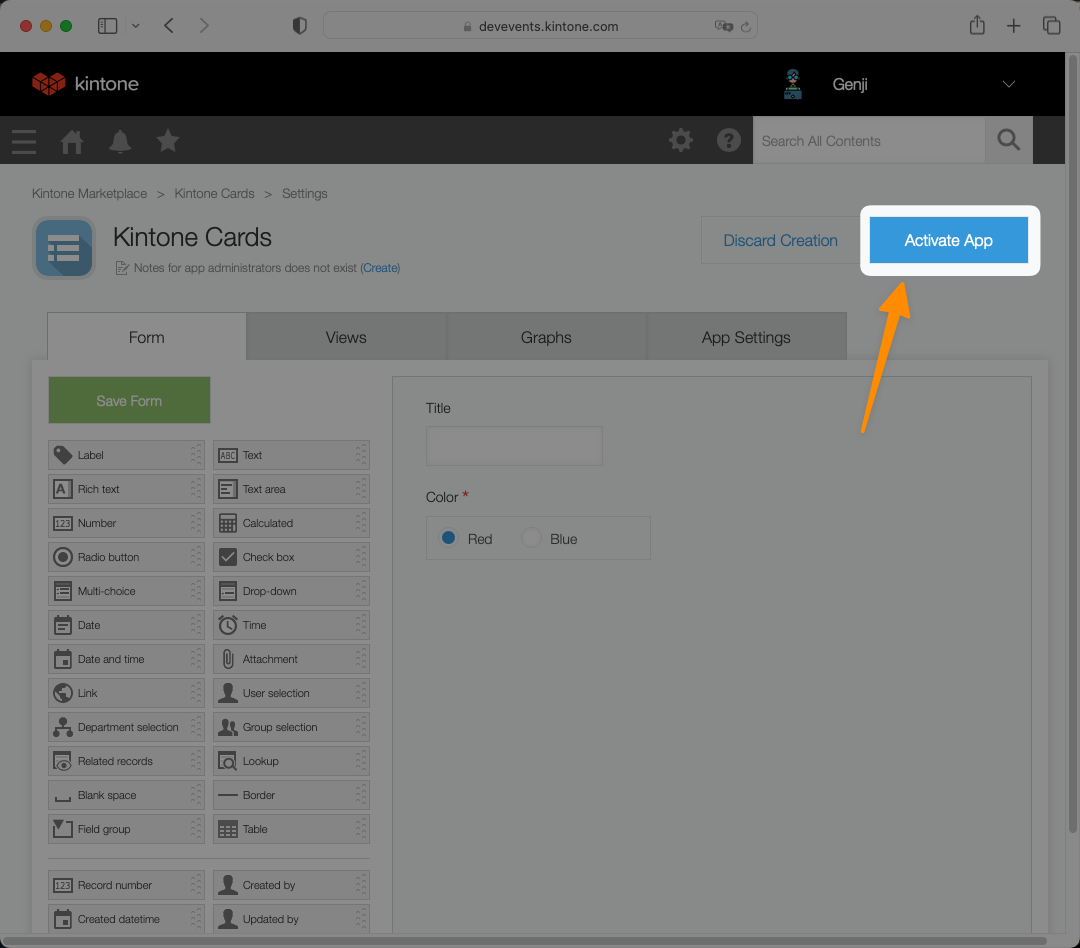 devevents.kintone.com
kintone
Genji
Search All Contents
Kintone Marketplace > Kintone Cards > Settings
Kintone Cards
Notes for app administrators does not exist (Create)
Discard Creation
Activate App
Form
Views
Graphs
App Settings
Save Form
Label
ABC Text
A Rich text
Text area
123 Number
Calculated
Radio button
Check box
Multi-choice
Drop-down
Date
Time
Date and time
Attachment
Link
User selection
Department selection
Group selection
Related records
Lookup
Blank space
Border
Field group
Table
123 Record number
Created by
Created datetime
Updated by
Title
Color *
Red
Blue